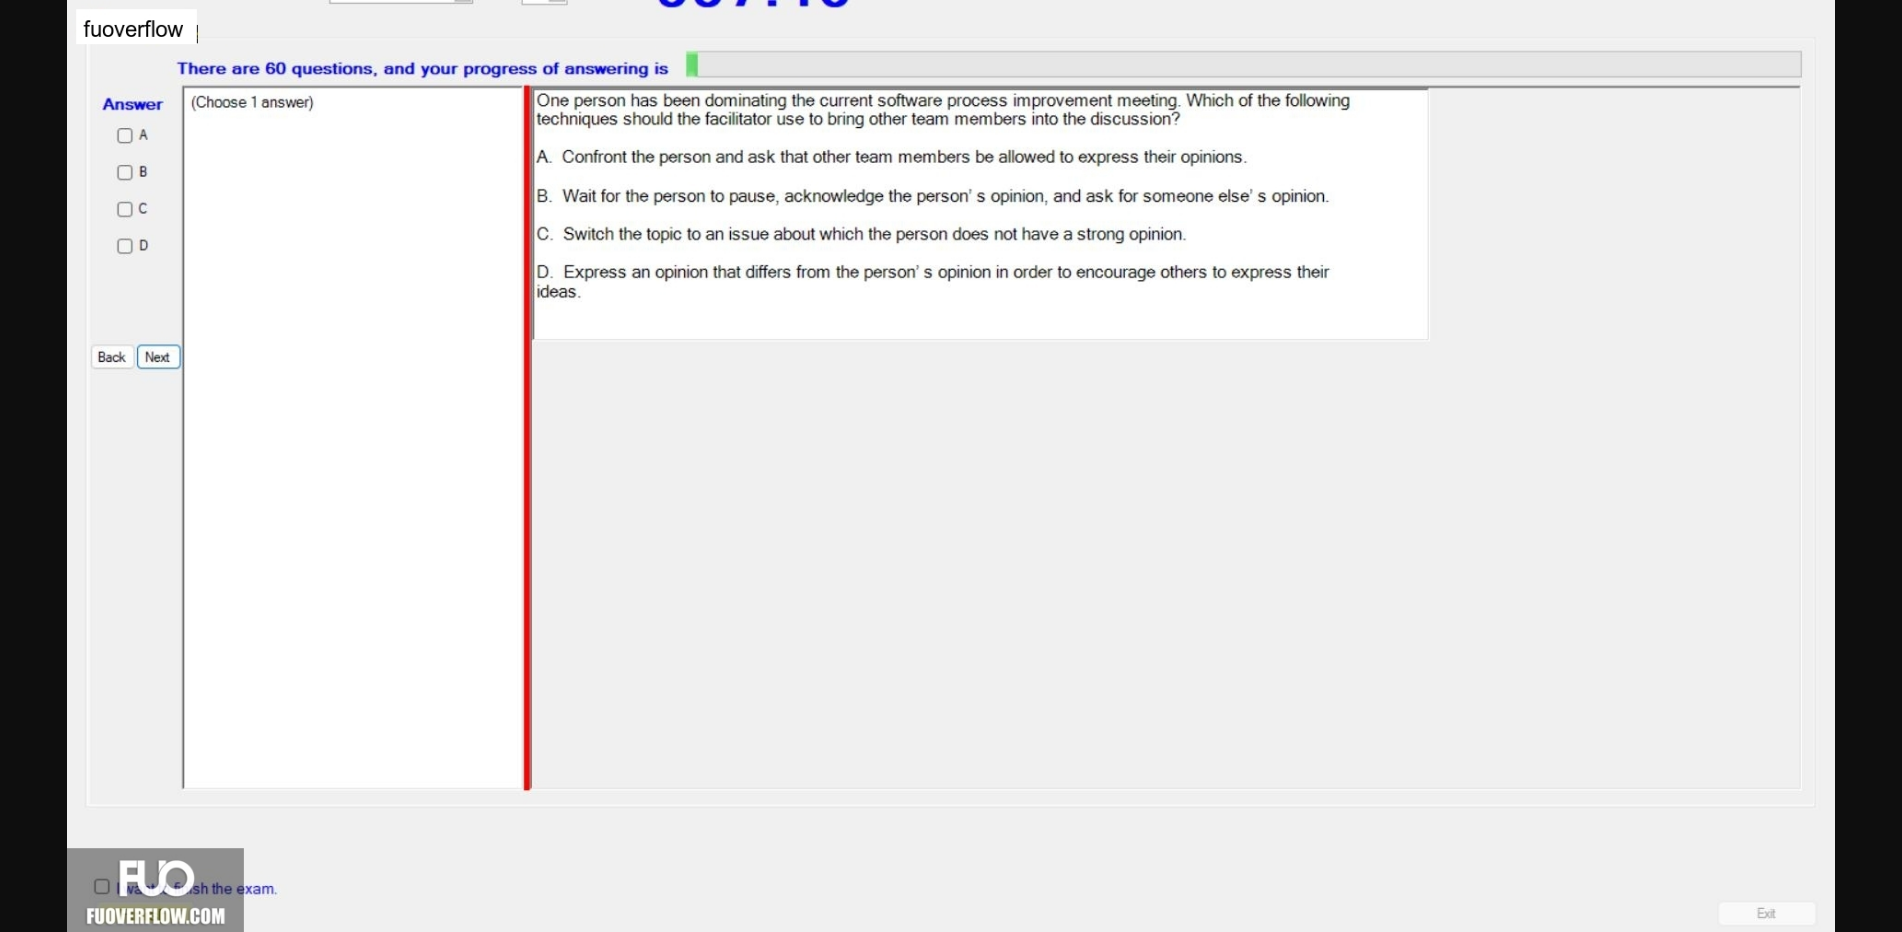 fuoverflow
There are 60 questions, and your progress of answering is
Answer
(Choose 1 answer)
A
B
C
D
Back
Next
One person has been dominating the current software process improvement meeting. Which of the following
techniques should the facilitator use to bring other team members into the discussion?
A. Confront the person and ask that other team members be allowed to express their opinions.
B. Wait for the person to pause, acknowledge the person's opinion, and ask for someone else's opinion.
C. Switch the topic to an issue about which the person does not have a strong opinion.
D. Express an opinion that differs from the person's opinion in order to encourage others to express their
ideas.
FUO
the exam.
FUOVERFLOW.COM
Exit